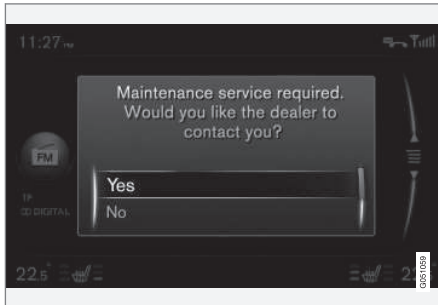 11:27 PM
Maintenance service required.
Would you like the dealer to
contact you?
FM
Yes
No
TP
DIGITAL
22.5
G051059